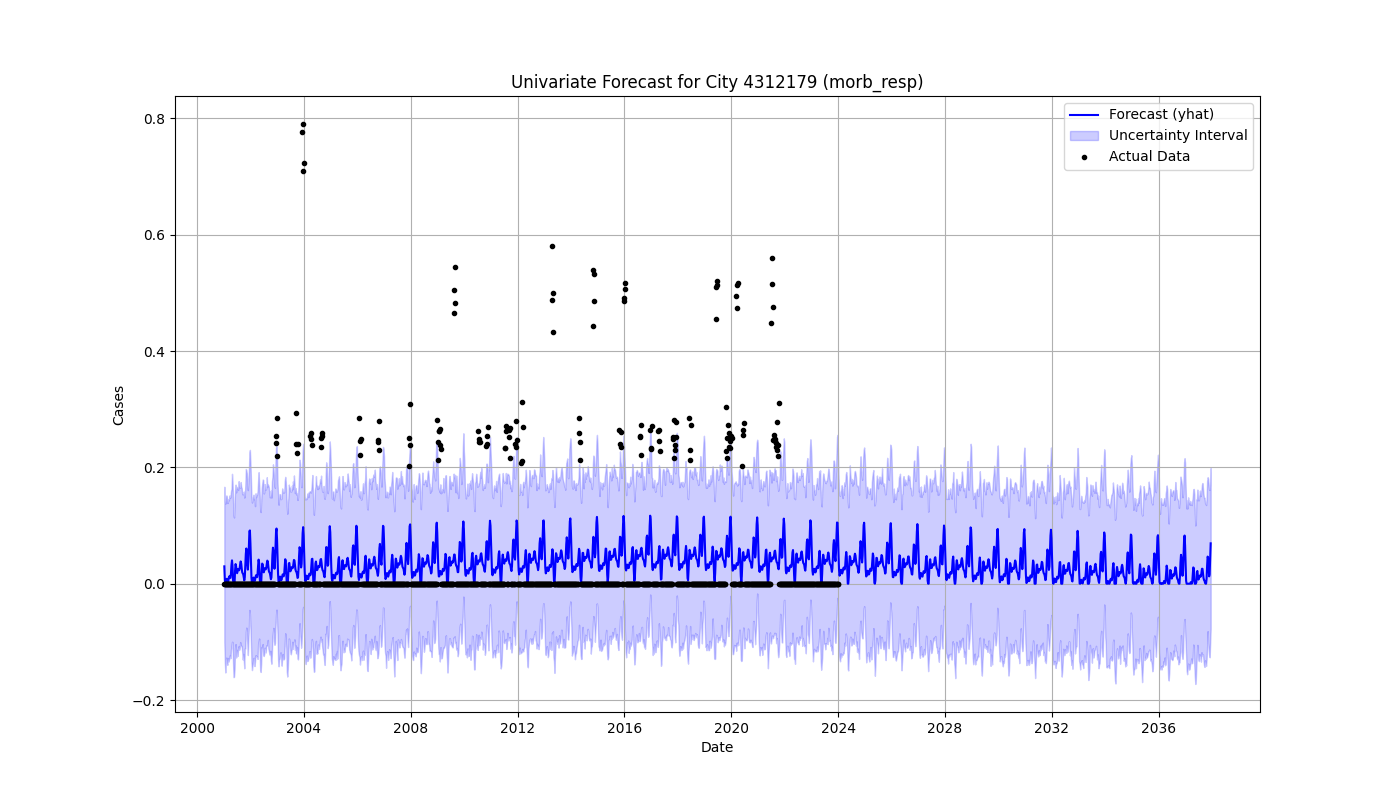 Univariate Forecast for City 4312179 (morb_resp)
Forecast (yhat)
Uncertainty Interval
Actual Data
Cases
0.8
0.6
0.4
0.2
0.0
−0.2
2000 2004 2008 2012 2016 2020 2024 2028 2032 2036
Date